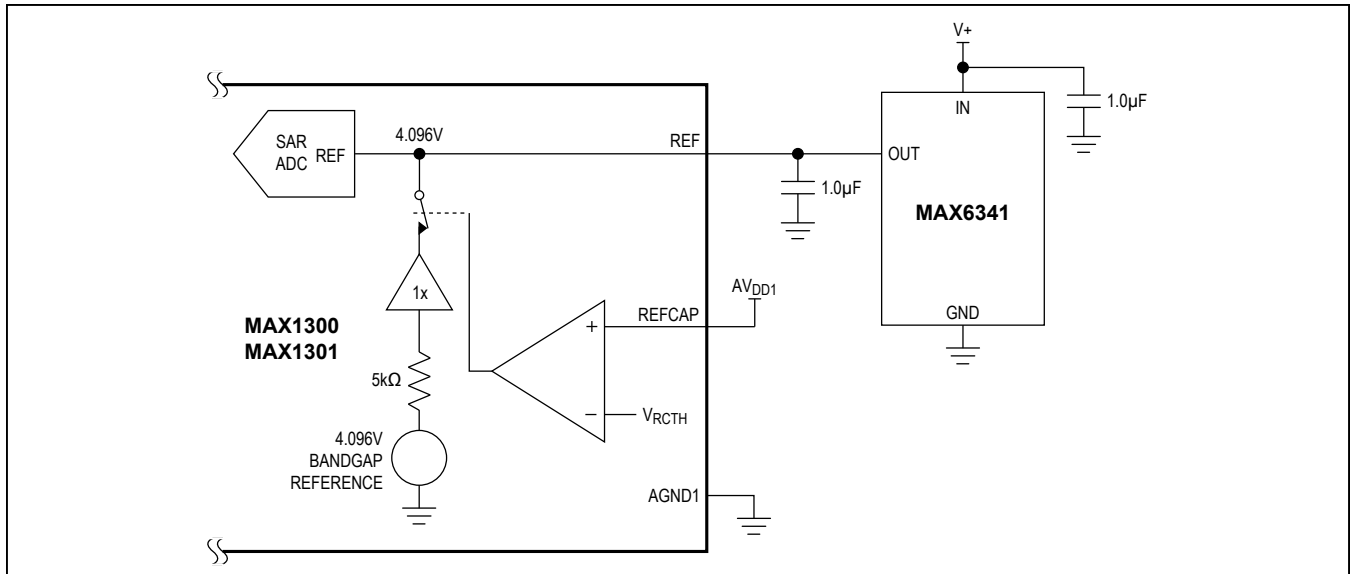 V+
IN
1.0µF
SAR
ADC
REF
4.096V
REF
OUT
1.0µF
MAX6341
1x
AVDD1
REFCAP
GND
MAX1300
MAX1301
+
5kΩ
−
VRCTH
4.096V
BANDGAP
REFERENCE
AGND1